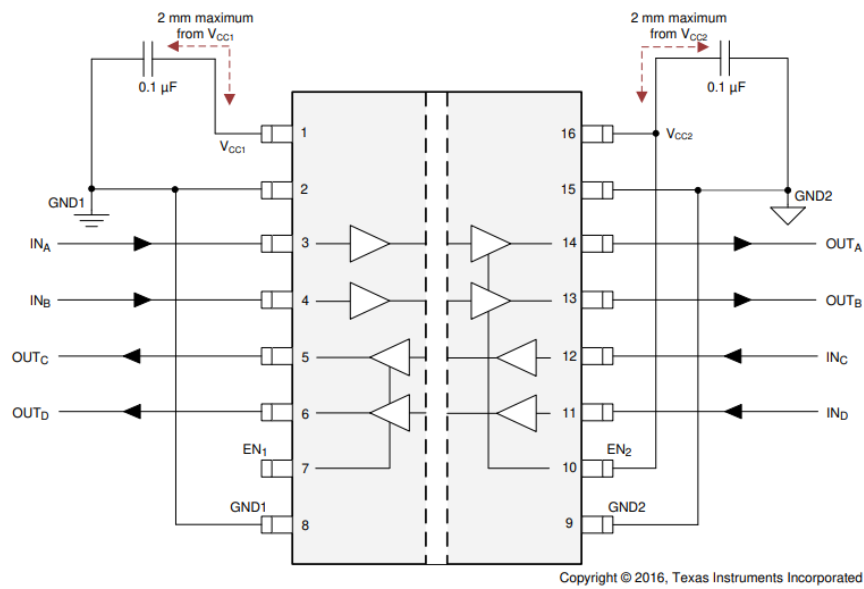 2 mm maximum
from VCC1
2 mm maximum
from VCC2
0.1 µF
0.1 µF
VCC1
1
16
VCC2
GND1
2
15
GND2
INA
3
14
OUTA
INB
4
13
OUTB
OUTC
5
12
INC
OUTD
6
11
IND
EN1
7
10
EN2
GND1
8
9
GND2
Copyright © 2016, Texas Instruments Incorporated